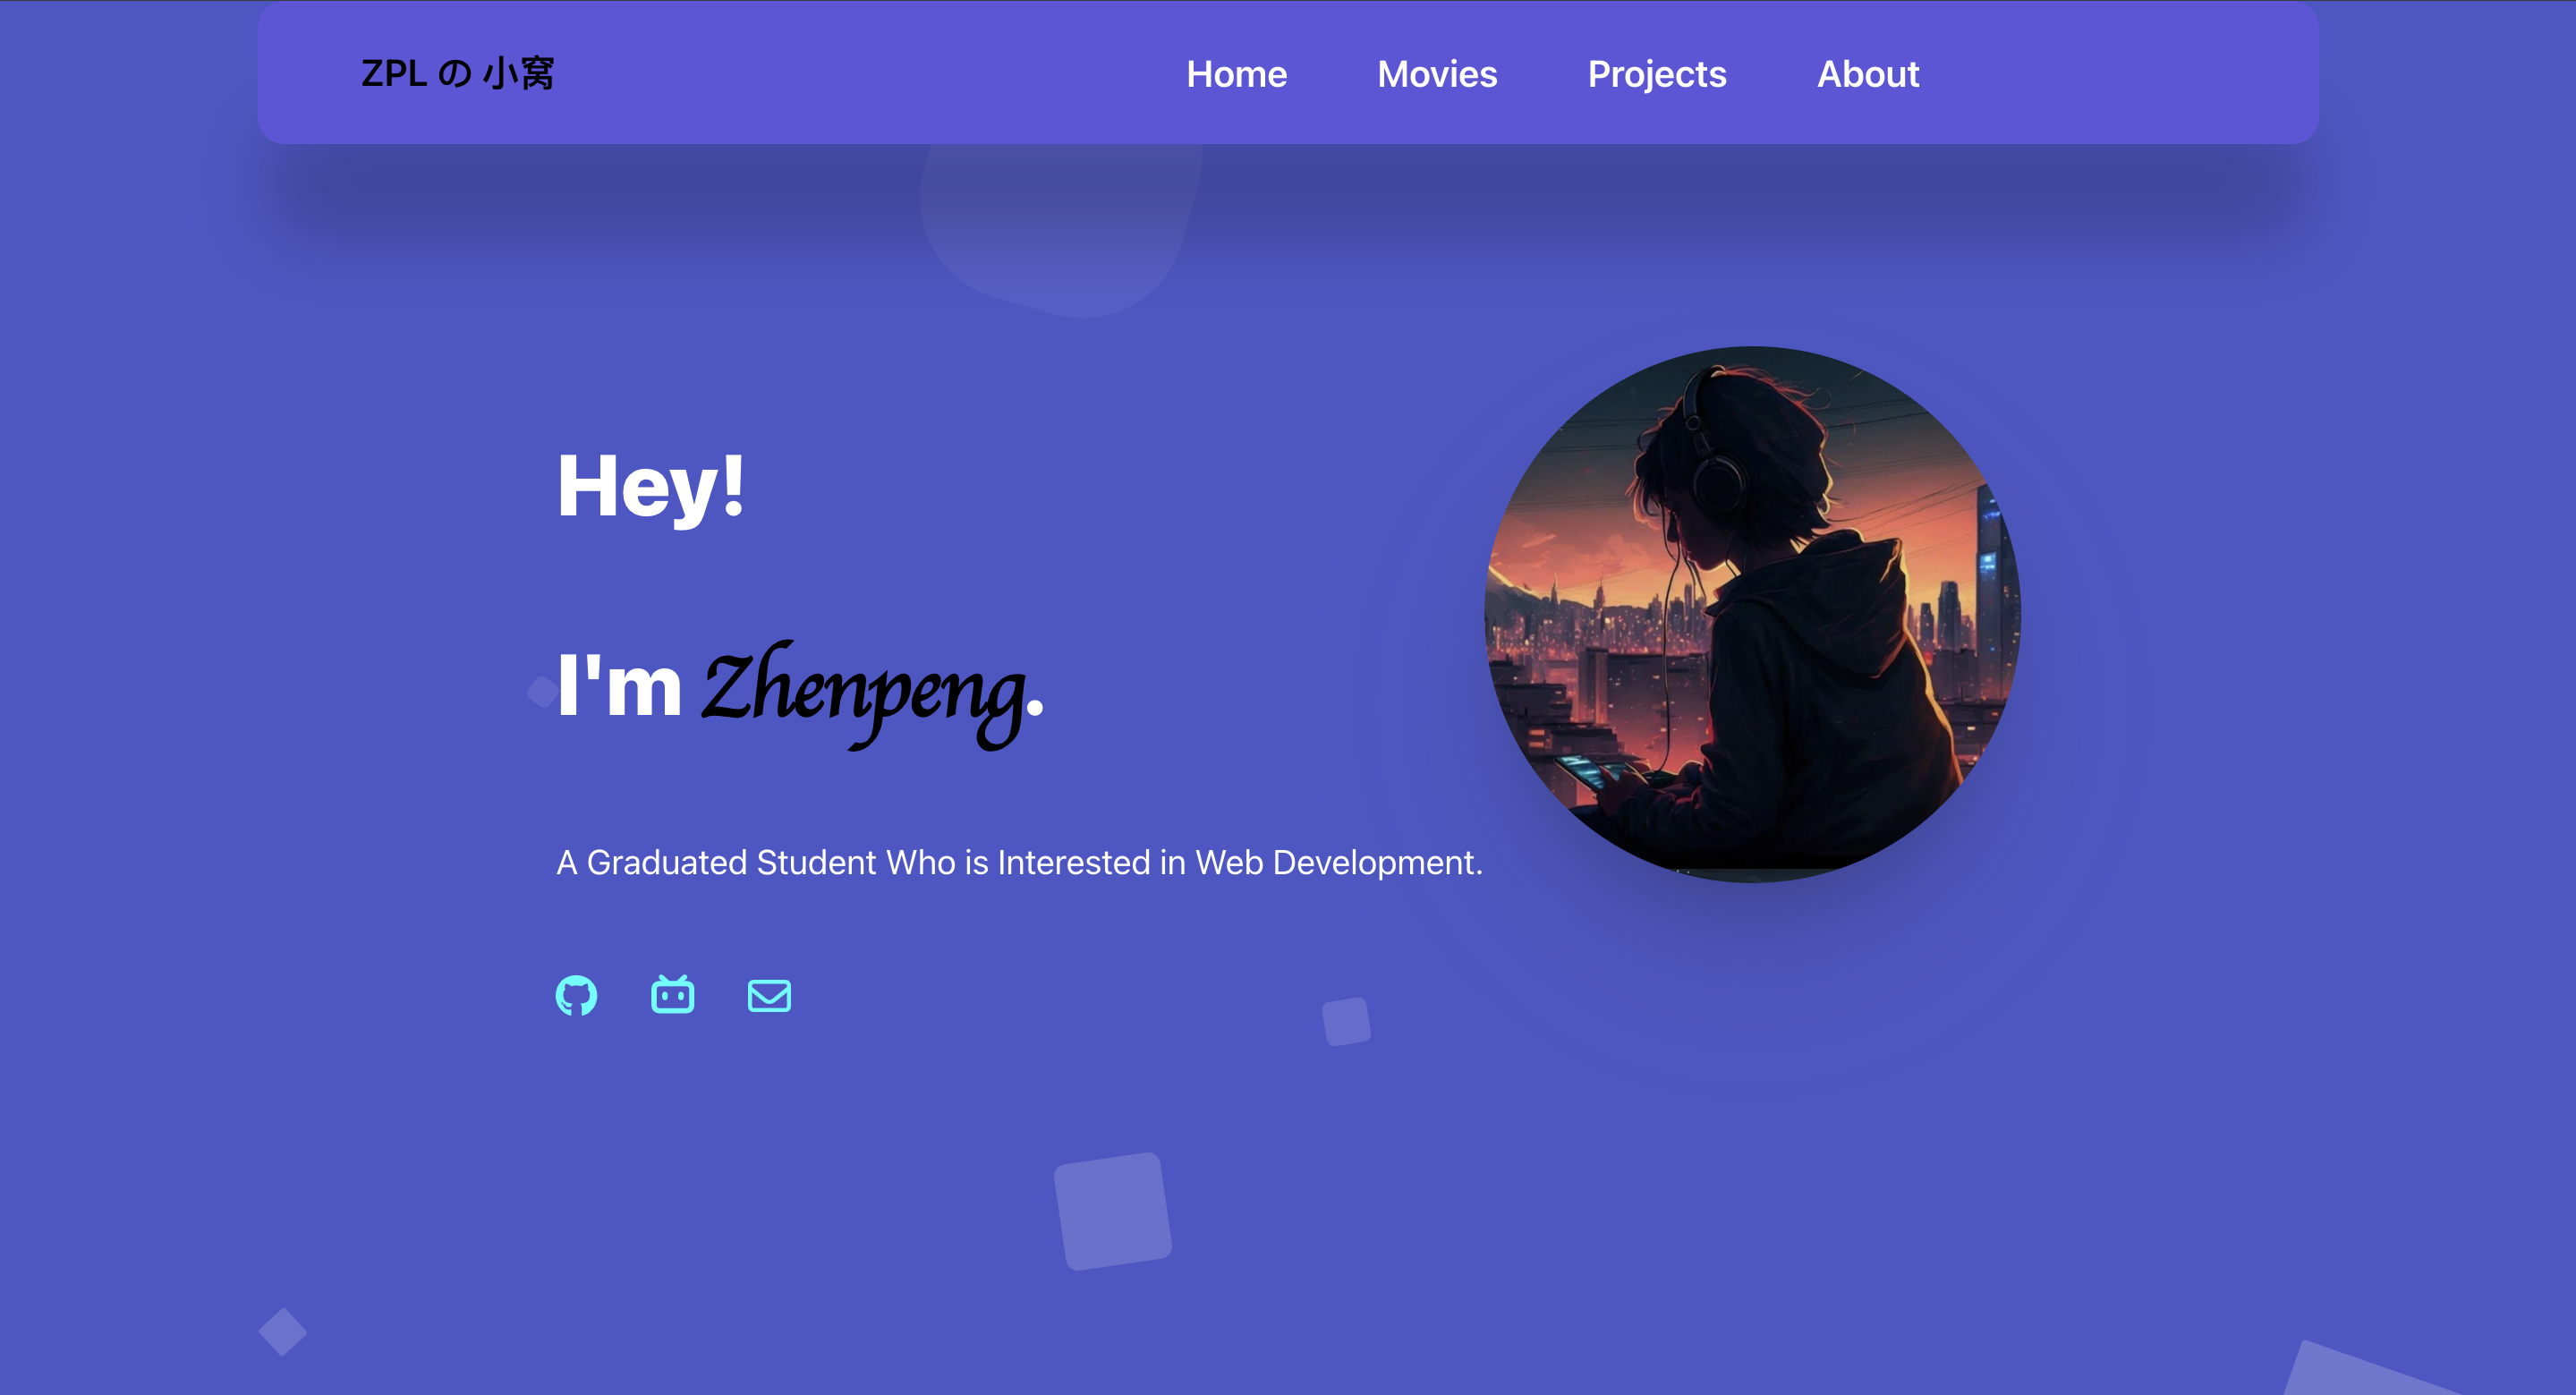 ZPL の 小窝
Home Movies Projects About
Hey!
I'm Zhenpeng.
A Graduated Student Who is Interested in Web Development.